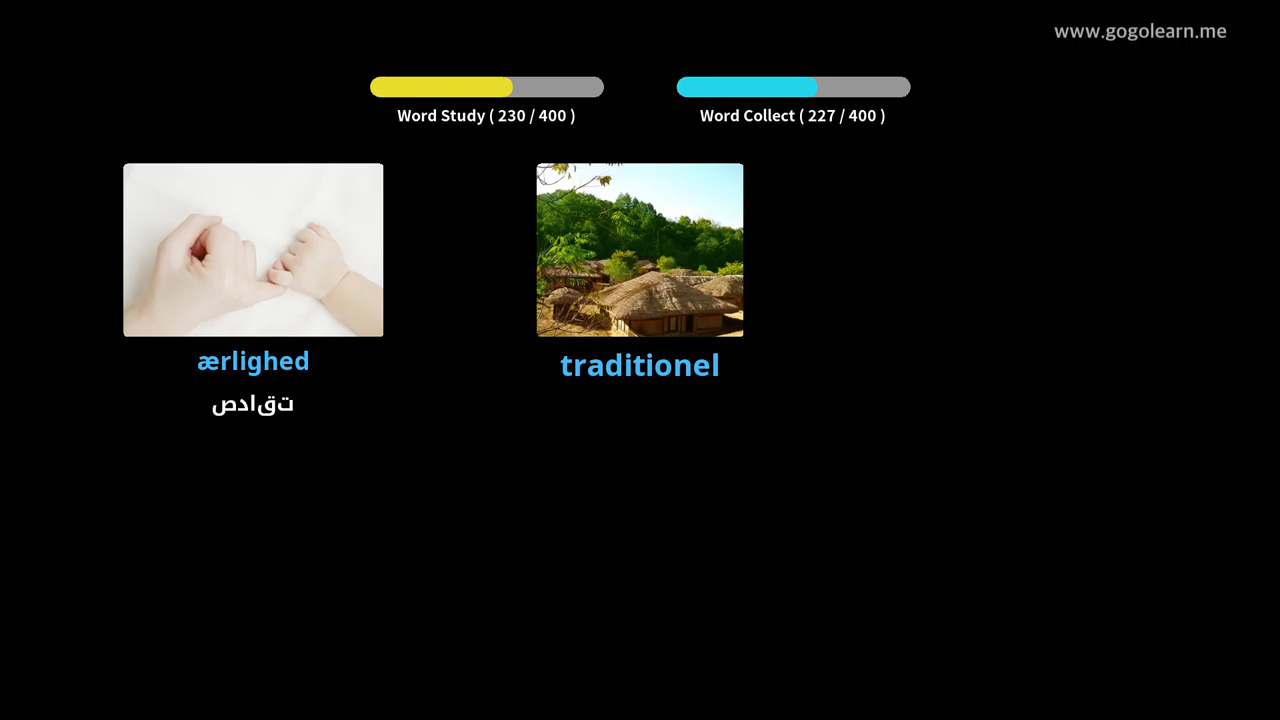 www.gogolearn.me
Word Study ( 230 / 400 )
Word Collect ( 227 / 400 )
ærlighed
تقادص
traditionel